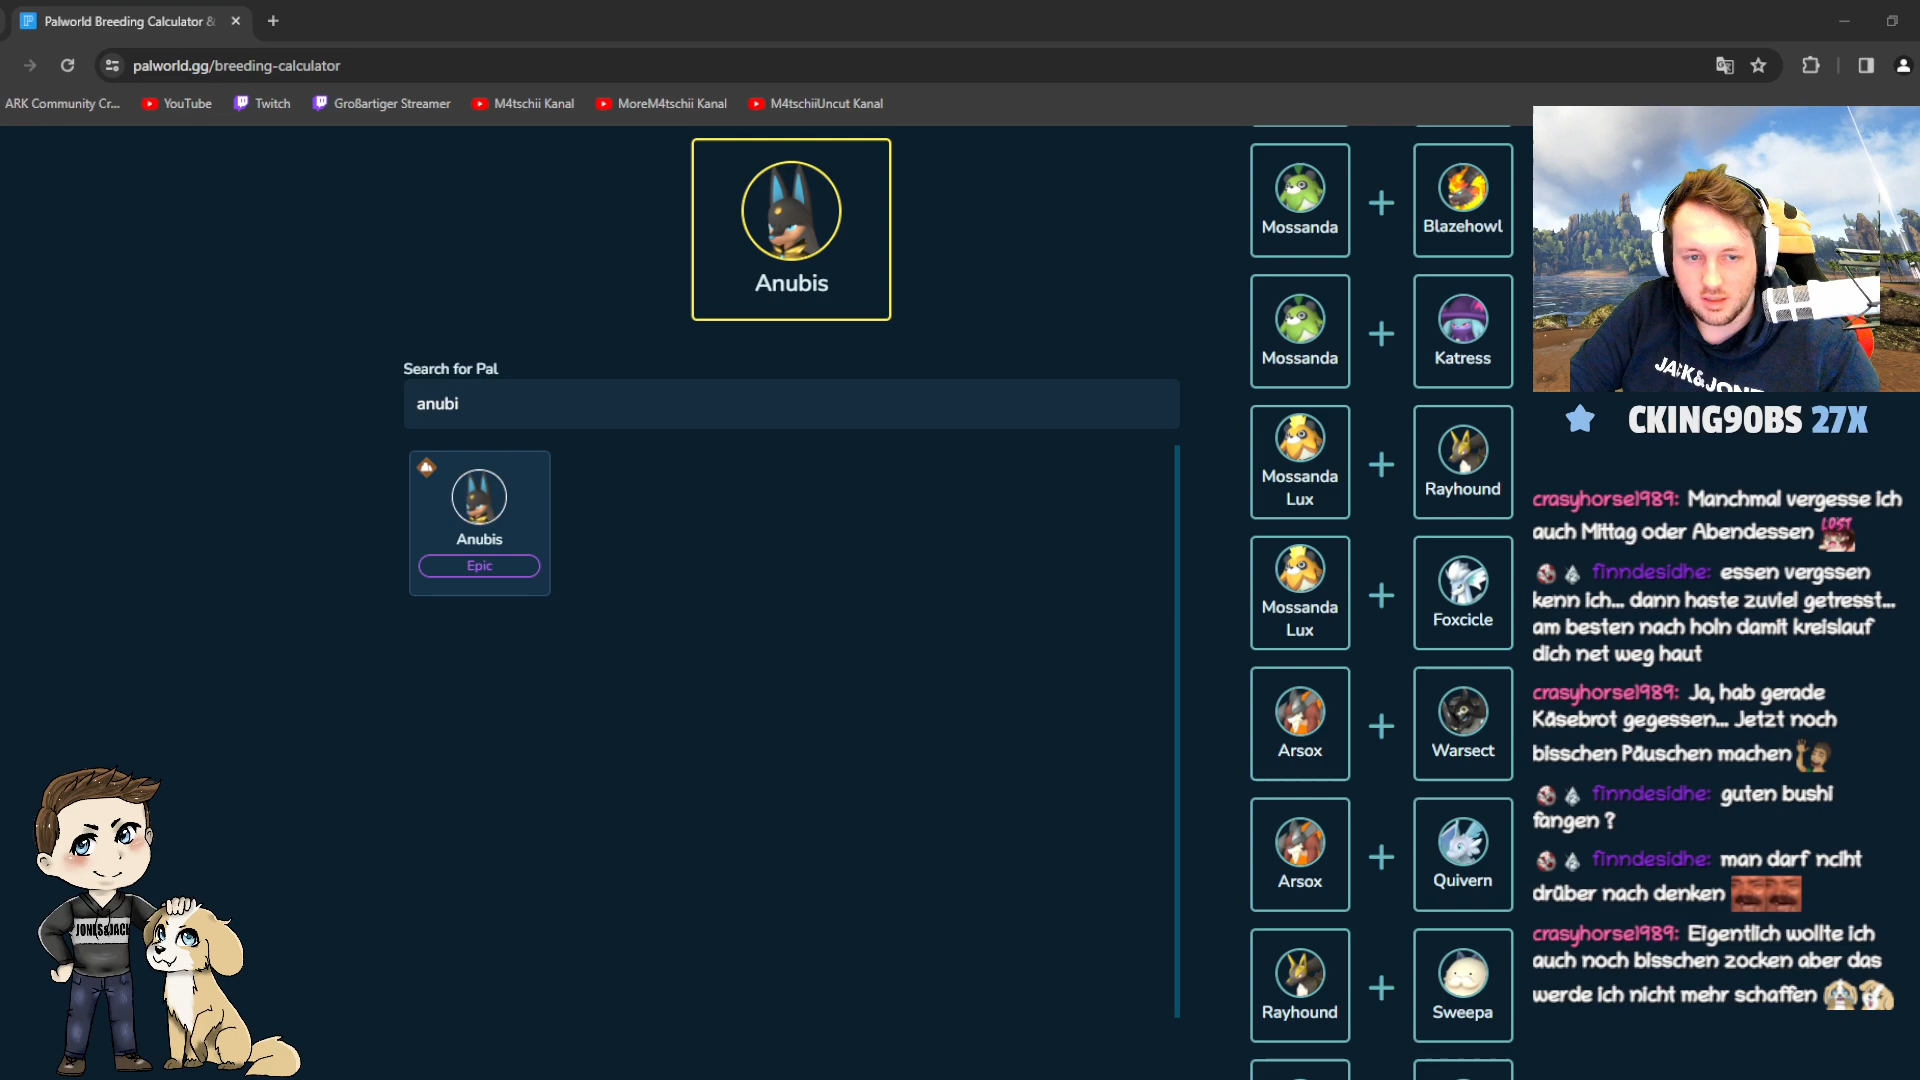 Palworld Breeding Calculator &
palworld.gg/breeding-calculator
ARK Community Cr...
YouTube
Twitch
Großartiger Streamer
M4tschii Kanal
MoreM4tschii Kanal
M4tschiiUncut Kanal
Anubis
Search for Pal
anubi
Anubis
Epic
Mossanda
+
Blazehowl
Mossanda
+
Katress
Mossanda
Lux
+
Rayhound
Mossanda
Lux
+
Foxcicle
Arsox
+
Warsect
Arsox
+
Quivern
Rayhound
+
Sweepa
JACK&JONE
CKING90BS 27X
crasyhorse1989: Manchmal vergesse ich
auch Mittag oder Abendessen LOST
finndesidhe: essen vergssen
kenn ich... dann haste zuviel getresst...
am besten nach holn damit kreislauf
dich net weg haut
crasyhorse1989: Ja, hab gerade
Käsebrot gegessen... Jetzt noch
bisschen Päuschen machen
finndesidhe: guten bushi
fangen ?
finndesidhe: man darf nciht
drüber nach denken
crasyhorse1989: Eigentlich wollte ich
auch noch bisschen zocken aber das
werde ich nicht mehr schaffen
JONES&JACK